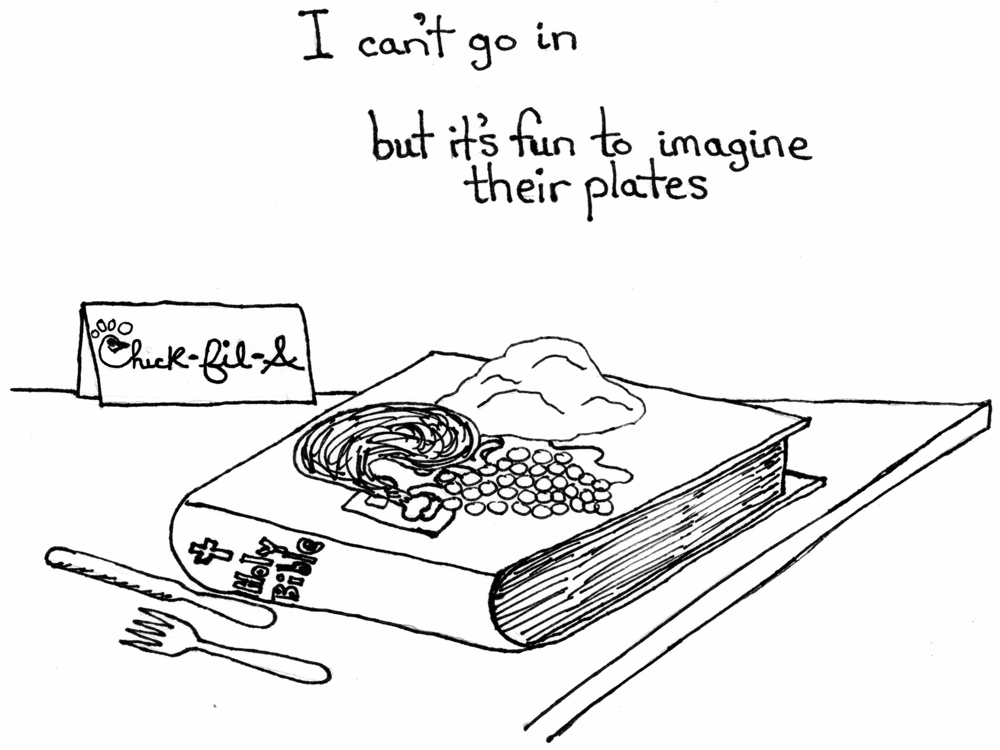 I can't go in
but it's fun to imagine
their plates
Chick-fil-A
Holy
Bible